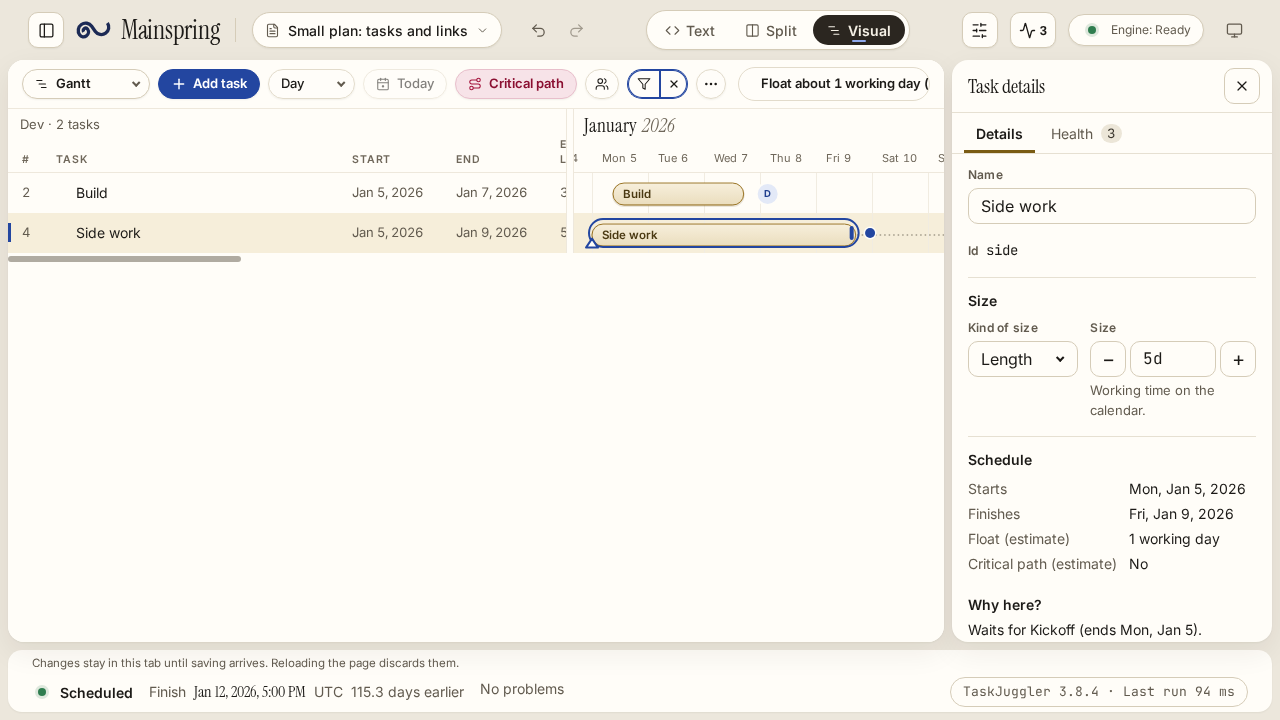 Mainspring
Small plan: tasks and links
Text
Split
Visual
3
Engine: Ready
Gantt
Add task
Day
Today
Critical path
Float about 1 working day (
Dev · 2 tasks
# TASK START END
January 2026
Mon 5 Tue 6 Wed 7 Thu 8 Fri 9 Sat 10
2 Build Jan 5, 2026 Jan 7, 2026
Build D
4 Side work Jan 5, 2026 Jan 9, 2026
Side work
Task details
Details
Health 3
Name
Side work
Id side
Size
Kind of size Size
Length − 5d +
Working time on the
calendar.
Schedule
Starts Mon, Jan 5, 2026
Finishes Fri, Jan 9, 2026
Float (estimate) 1 working day
Critical path (estimate) No
Why here?
Waits for Kickoff (ends Mon, Jan 5).
Changes stay in this tab until saving arrives. Reloading the page discards them.
Scheduled Finish Jan 12, 2026, 5:00 PM UTC 115.3 days earlier No problems
TaskJuggler 3.8.4 · Last run 94 ms